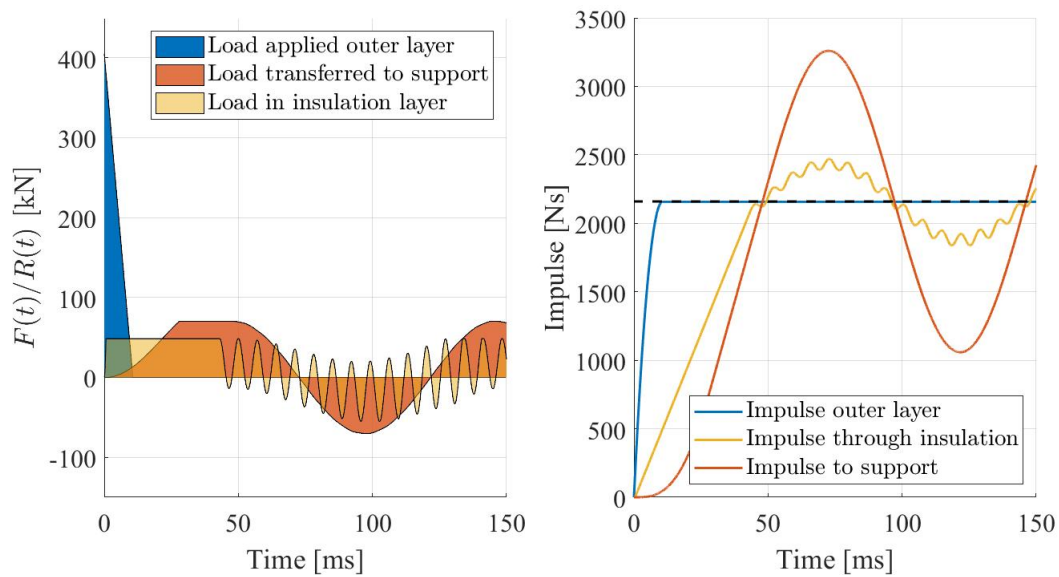 400
300
200
100
0
-100
F(t)/R(t) [kN]
Load applied outer layer
Load transferred to support
Load in insulation layer
0 50 100 150
Time [ms]
3500
3000
2500
2000
1500
1000
500
0
Impulse [Ns]
Impulse outer layer
Impulse through insulation
Impulse to support
0 50 100 150
Time [ms]